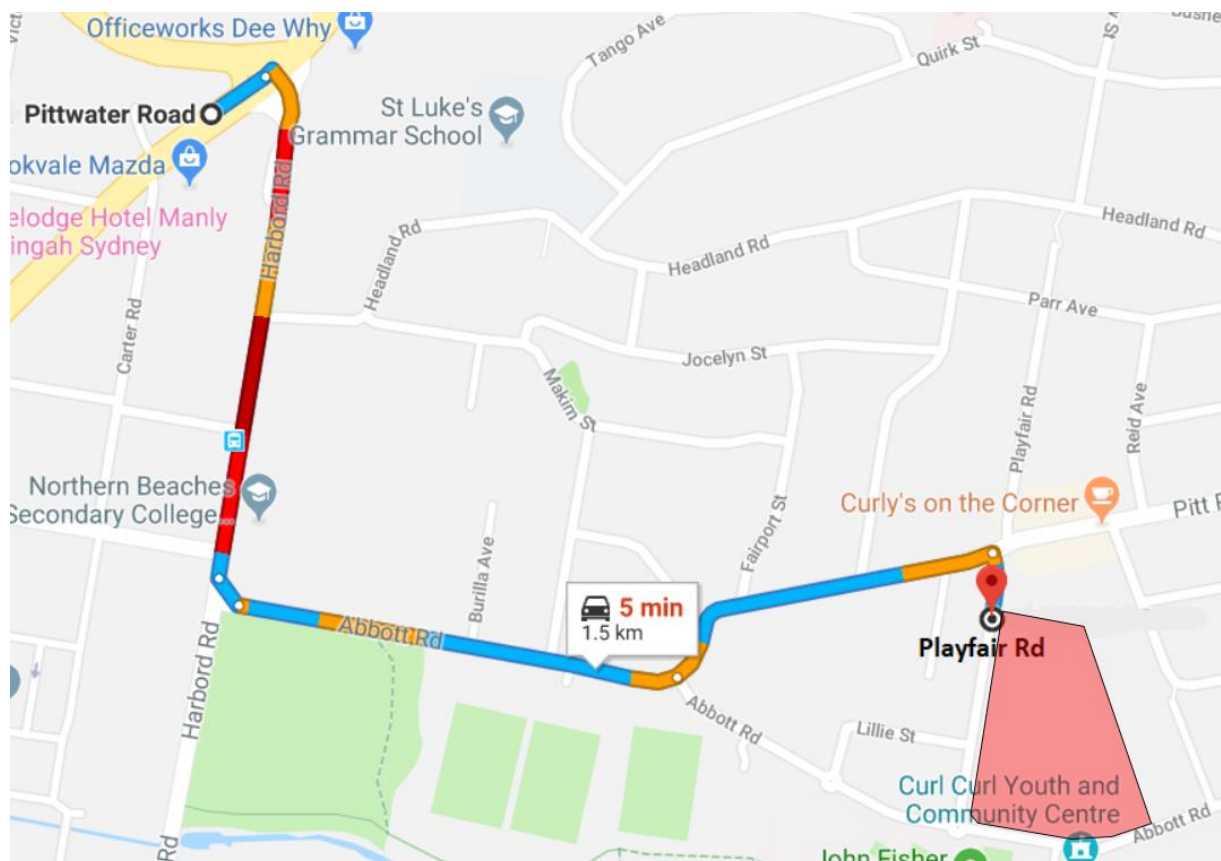 Officeworks Dee Why
Tango Ave
Quirk St
Pittwater Road
St Luke's
Grammar School
okvale Mazda
elodge Hotel Manly
ingah Sydney
Harbord Rd
Headland Rd
Headland Rd
Headland Rd
Carter Rd
Parr Ave
Jocelyn St
Makim St
Playfair Rd
Reid Ave
Northern Beaches
Secondary College...
Curly's on the Corner
Pitt
Burilla Ave
Fairport St
5 min
1.5 km
Abbott Rd
Playfair Rd
Harbord Rd
Abbott Rd
Lillie St
Curl Curl Youth and
Community Centre
Abbott Rd
John Fisher
Rd